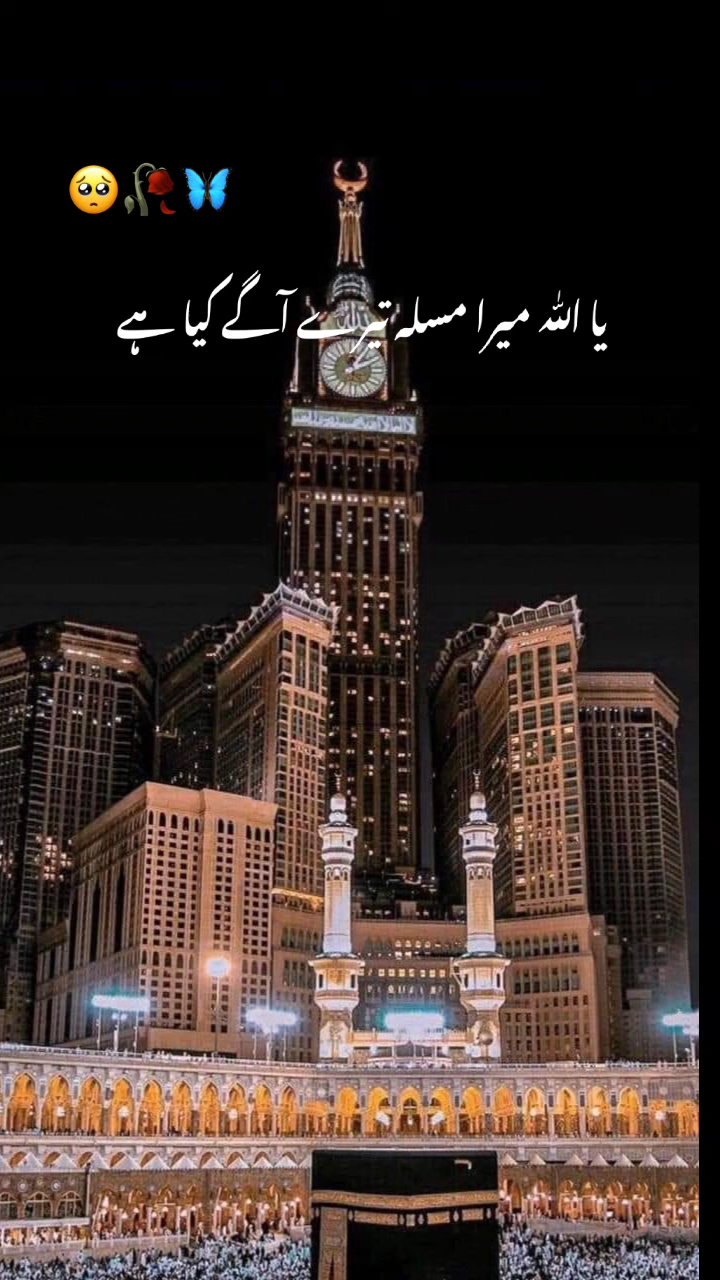 🥺🥀🦋
یا اللہ میرا مسلہ تیرے آگے کیا ہے